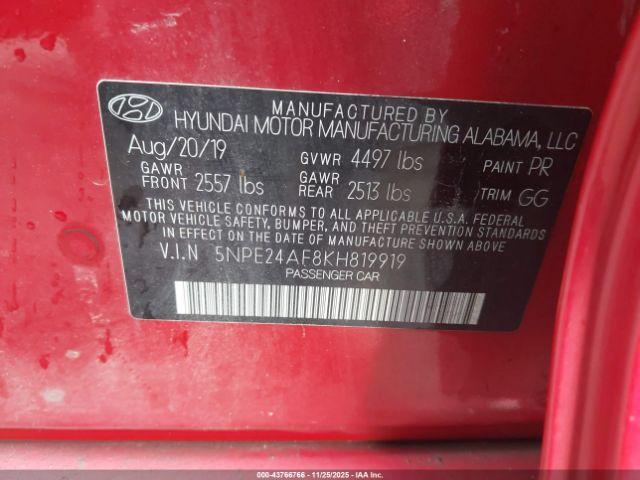 MANUFACTURED BY
HYUNDAI MOTOR MANUFACTURING ALABAMA, LLC
Aug/20/19 GVWR 4497 lbs PAINT PR
GAWR FRONT 2557 lbs GAWR REAR 2513 lbs TRIM GG
THIS VEHICLE CONFORMS TO ALL APPLICABLE U.S.A. FEDERAL
MOTOR VEHICLE SAFETY, BUMPER, AND THEFT PREVENTION STANDARDS
IN EFFECT ON THE DATE OF MANUFACTURE SHOWN ABOVE.
V.I.N 5NPE24AF8KH819919
PASSENGER CAR
000-43766766 - 11/25/2025 - IAA, Inc.